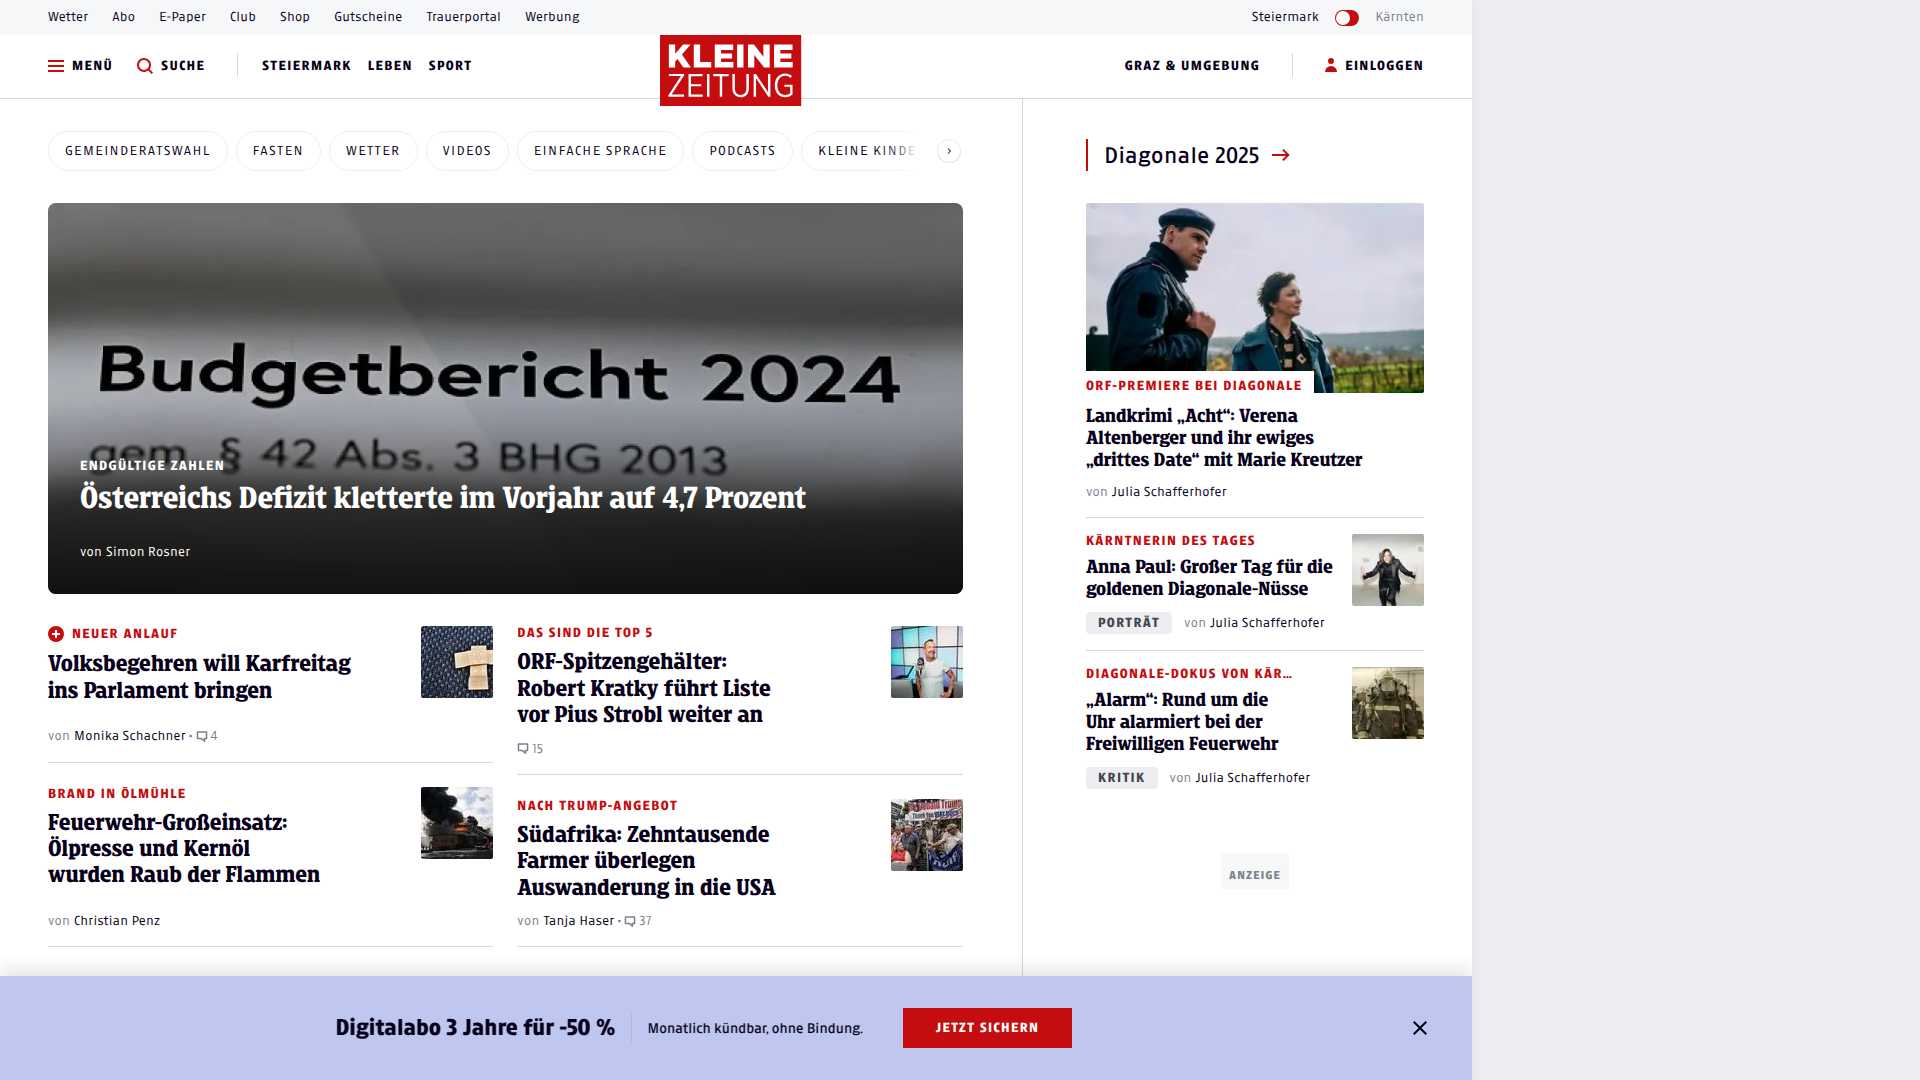 Wetter
Abo
E-Paper
Club
Shop
Gutscheine
Trauerportal
Werbung
Steiermark
Kärnten
MENÜ
SUCHE
STEIERMARK
LEBEN
SPORT
KLEINE
ZEITUNG
GRAZ & UMGEBUNG
EINLOGGEN
GEMEINDERATSWAHL
FASTEN
WETTER
VIDEOS
EINFACHE SPRACHE
PODCASTS
KLEINE KINDE
Budgetbericht 2024
gem. § 42 Abs. 3 BHG 2013
ENDGÜLTIGE ZAHLEN
Österreichs Defizit kletterte im Vorjahr auf 4,7 Prozent
von Simon Rosner
NEUER ANLAUF
Volksbegehren will Karfreitag
ins Parlament bringen
von Monika Schachner • 4
BRAND IN ÖLMÜHLE
Feuerwehr-Großeinsatz:
Ölpresse und Kernöl
wurden Raub der Flammen
von Christian Penz
DAS SIND DIE TOP 5
ORF-Spitzengehälter:
Robert Kratky führt Liste
vor Pius Strobl weiter an
15
NACH TRUMP-ANGEBOT
Südafrika: Zehntausende
Farmer überlegen
Auswanderung in die USA
von Tanja Haser • 37
Diagonale 2025
ORF-PREMIERE BEI DIAGONALE
Landkrimi „Acht“: Verena
Altenberger und ihr ewiges
„drittes Date“ mit Marie Kreutzer
von Julia Schafferhofer
KÄRNTNERIN DES TAGES
Anna Paul: Großer Tag für die
goldenen Diagonale-Nüsse
PORTRÄT von Julia Schafferhofer
DIAGONALE-DOKUS VON KÄR...
„Alarm“: Rund um die
Uhr alarmiert bei der
Freiwilligen Feuerwehr
KRITIK von Julia Schafferhofer
ANZEIGE
Digitalabo 3 Jahre für -50 %
Monatlich kündbar, ohne Bindung.
JETZT SICHERN